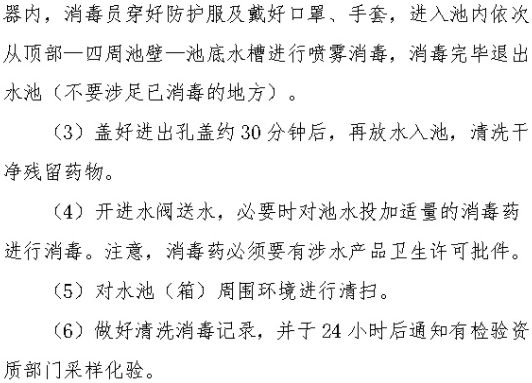 器内，消毒员穿好防护服及戴好口罩、手套，进入池内依次
从顶部—四周池壁—池底水槽进行喷雾消毒，消毒完毕退出
水池（不要涉足已消毒的地方）。
（3）盖好进出孔盖约 30 分钟后，再放水入池，清洗干
净残留药物。
（4）开进水阀送水，必要时对池水投加适量的消毒药
进行消毒。注意，消毒药必须要有涉水产品卫生许可批件。
（5）对水池（箱）周围环境进行清扫。
（6）做好清洗消毒记录，并于 24 小时后通知有检验资
质部门采样化验。